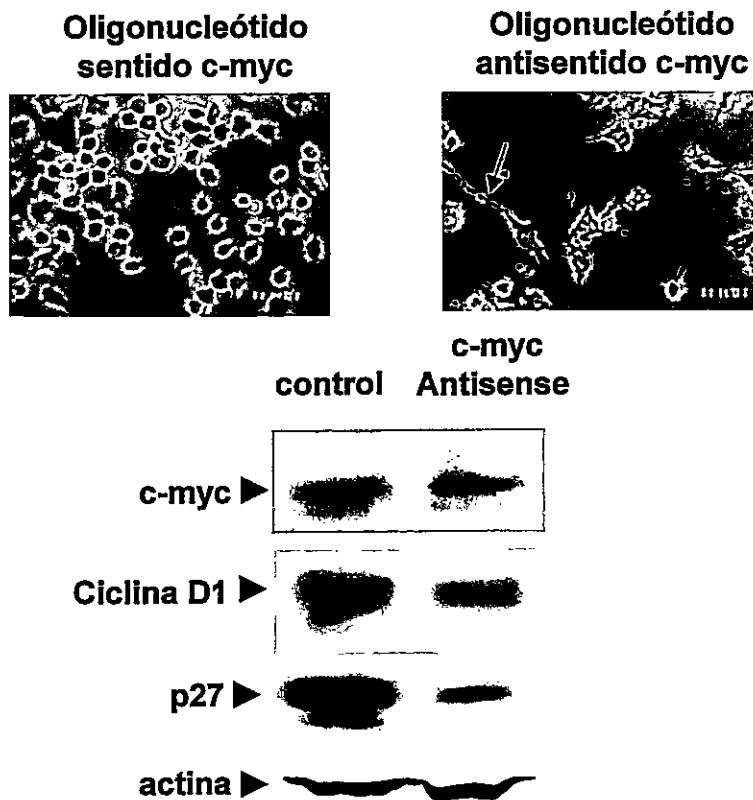 Oligonucleótido
sentido c-myc
Oligonucleótido
antisentido c-myc
c-myc
control Antisense
c-myc
Ciclina D1
p27
actina